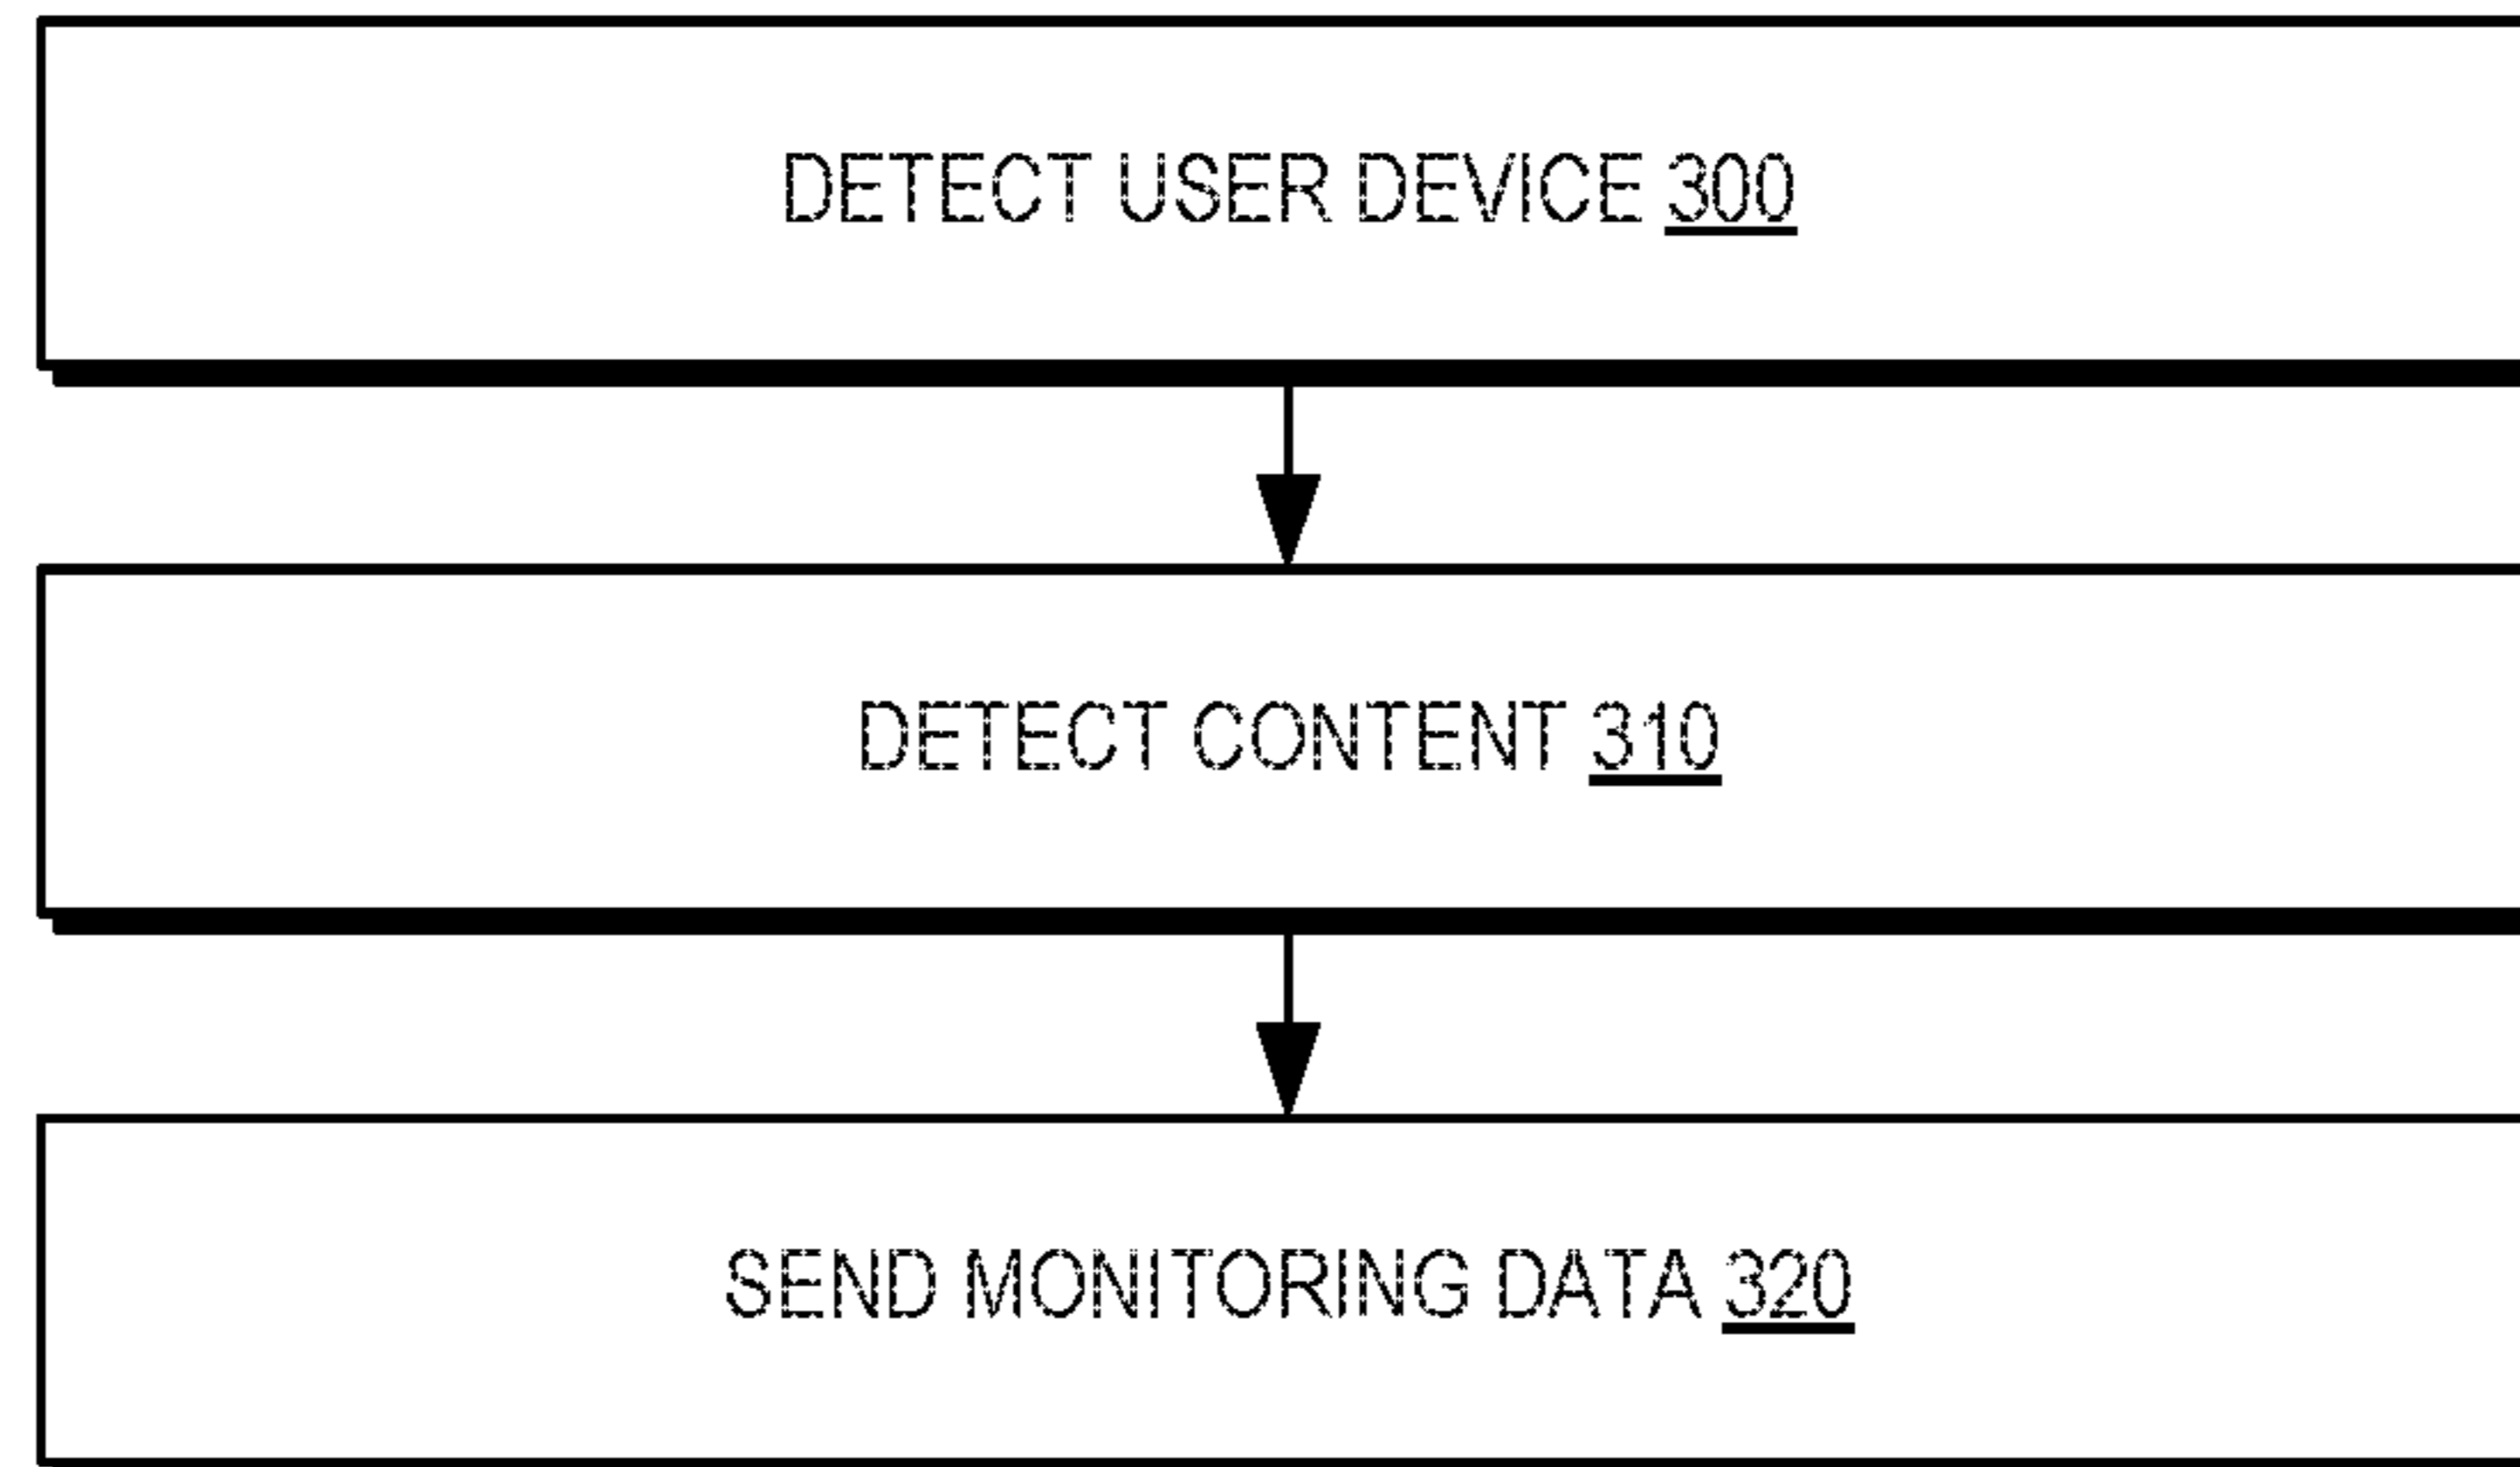 DETECT USER DEVICE 300
DETECT CONTENT 310
SEND MONITORING DATA 320